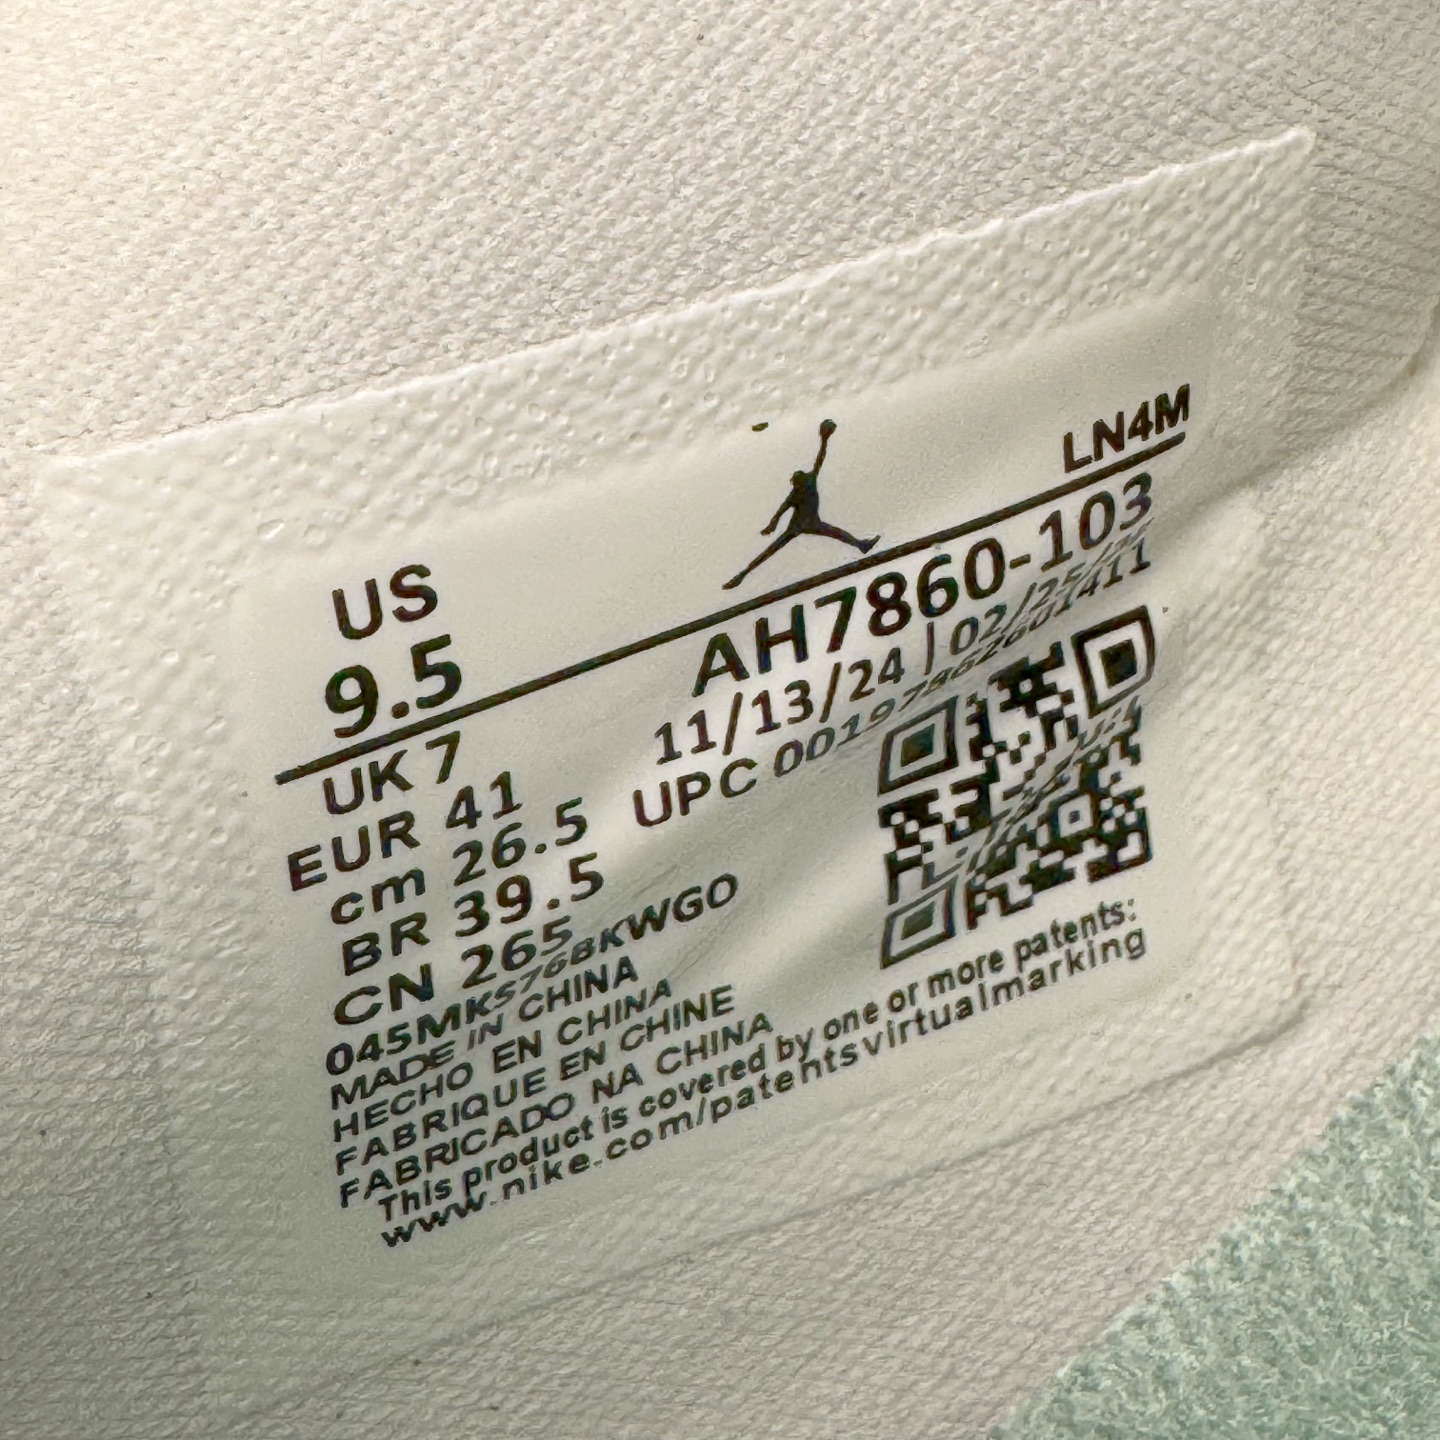 LN4M
US
9.5
AH7860-103
11/13/24 | 02/25/25
UPC
UK 7
EUR 41
cm 26.5
BR 39.5
CN 265
MADE IN CHINA
HECHO EN CHINA
FABRIQUE EN CHINE
FABRICADO NA CHINA
This product is covered by one or more patents:
www.nike.com/patentsvirtualmarking